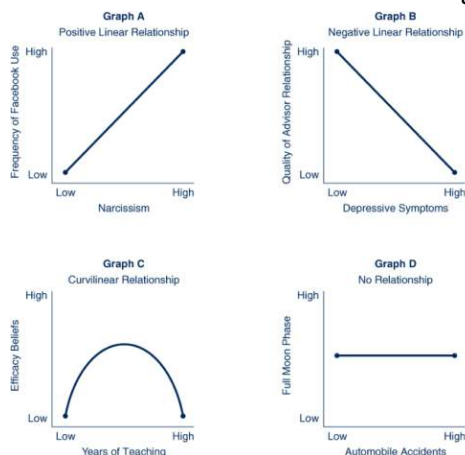 Graph A
Positive Linear Relationship
Frequency of Facebook Use
High
Low
Low
High
Narcissism
Graph B
Negative Linear Relationship
Quality of Advisor Relationship
High
Low
Low
High
Depressive Symptoms
Graph C
Curvilinear Relationship
Efficacy Beliefs
High
Low
Low
High
Years of Teaching
Graph D
No Relationship
Full Moon Phase
High
Low
Low
High
Automobile Accidents